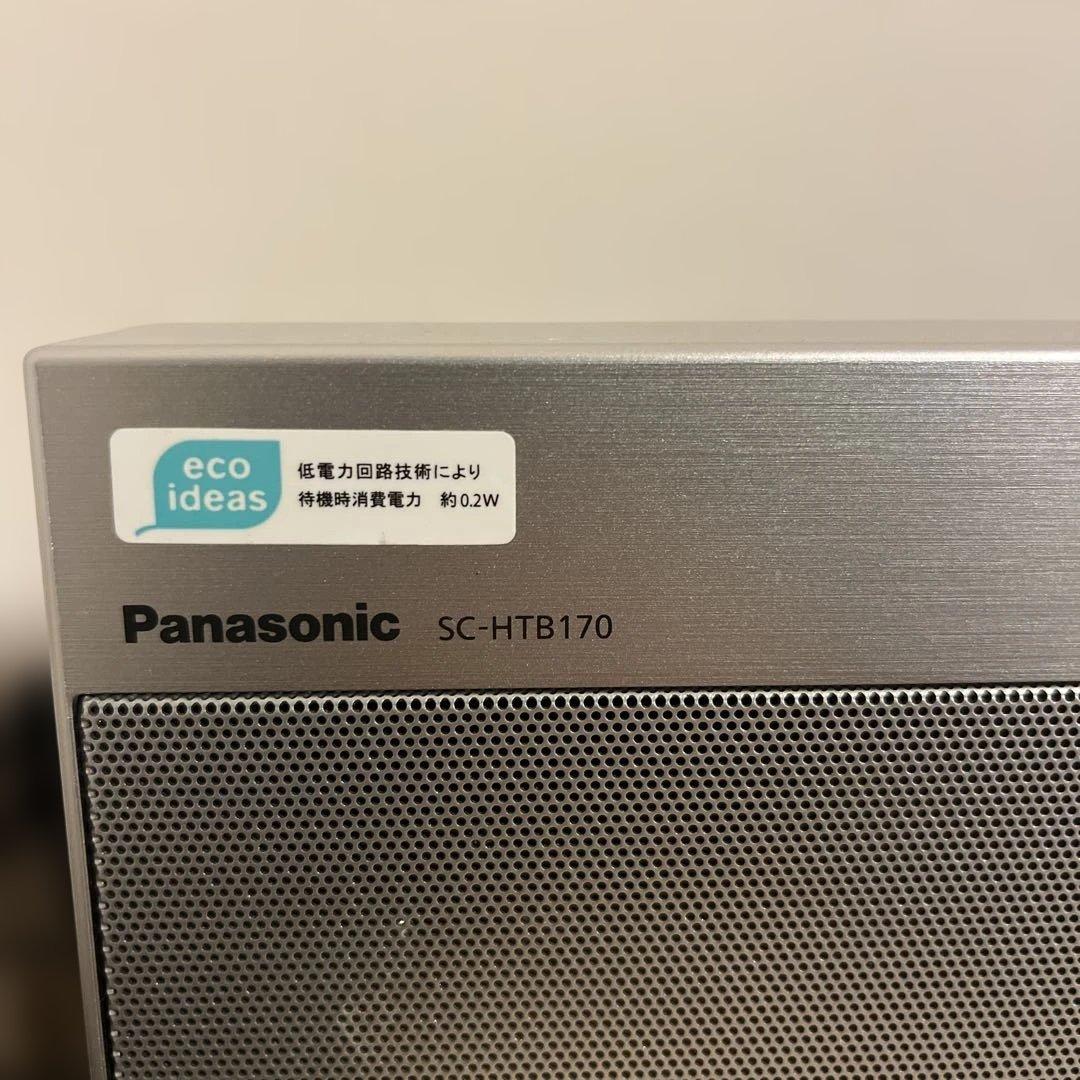 eco
ideas
低電力回路技術により
待機時消費電力 約0.2W
Panasonic SC-HTB170